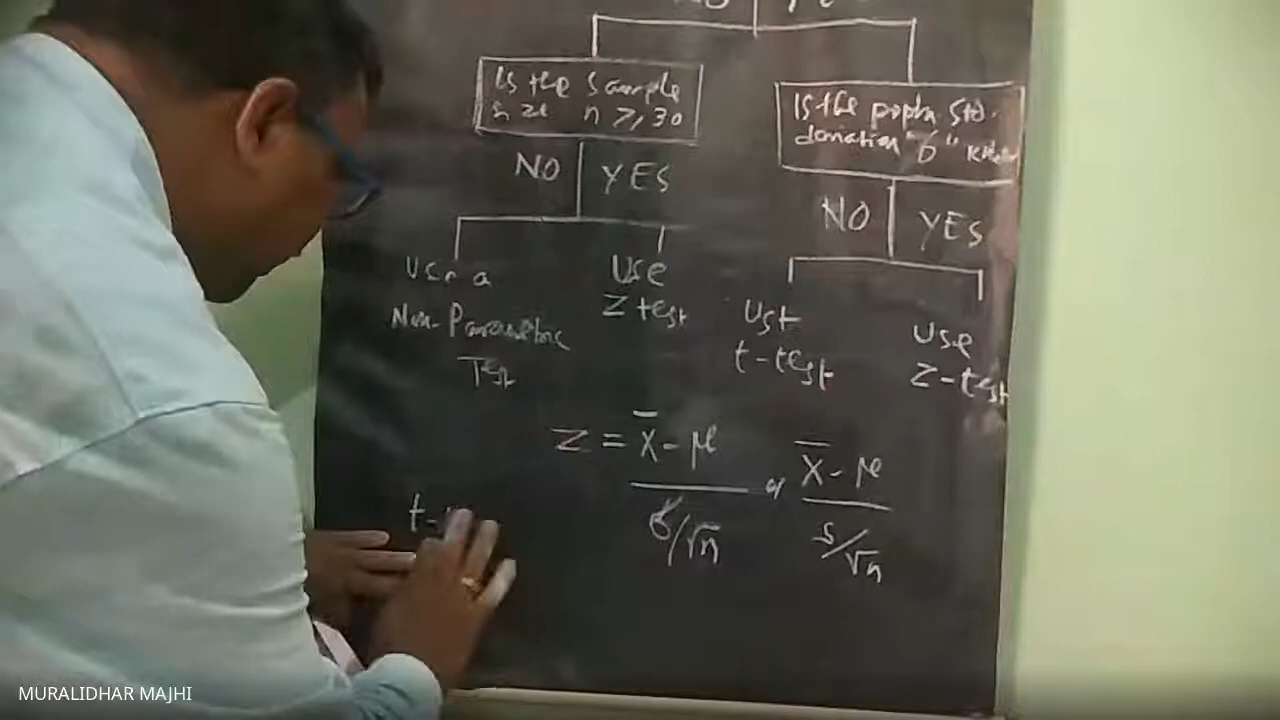 Is the Sample
size n ≥ 30
Is the popln. Std.
deviation "б" known
NO YES
NO YES
Use a
Non-Parametric
Test
Use
Z test
Ust
t-test
Use
Z-test
Z = X̄ - μ / б/√n or X̄ - μ / s/√n
t-
MURALIDHAR MAJHI